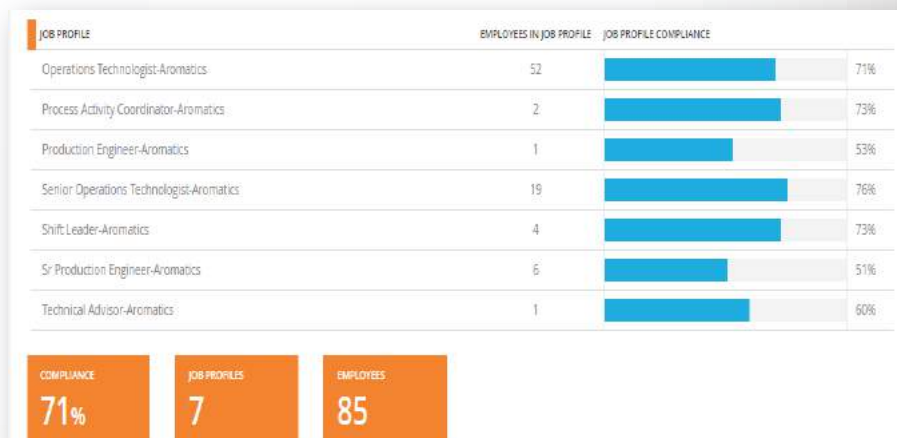 JOB PROFILE EMPLOYEES IN JOB PROFILE JOB PROFILE COMPLIANCE
Operations Technologist-Aromatics 52 71%
Process Activity Coordinator-Aromatics 2 73%
Production Engineer-Aromatics 1 53%
Senior Operations Technologist-Aromatics 19 76%
Shift Leader-Aromatics 4 73%
Sr Production Engineer-Aromatics 6 51%
Technical Advisor-Aromatics 1 60%
COMPLIANCE JOB PROFILES EMPLOYEES
71% 7 85